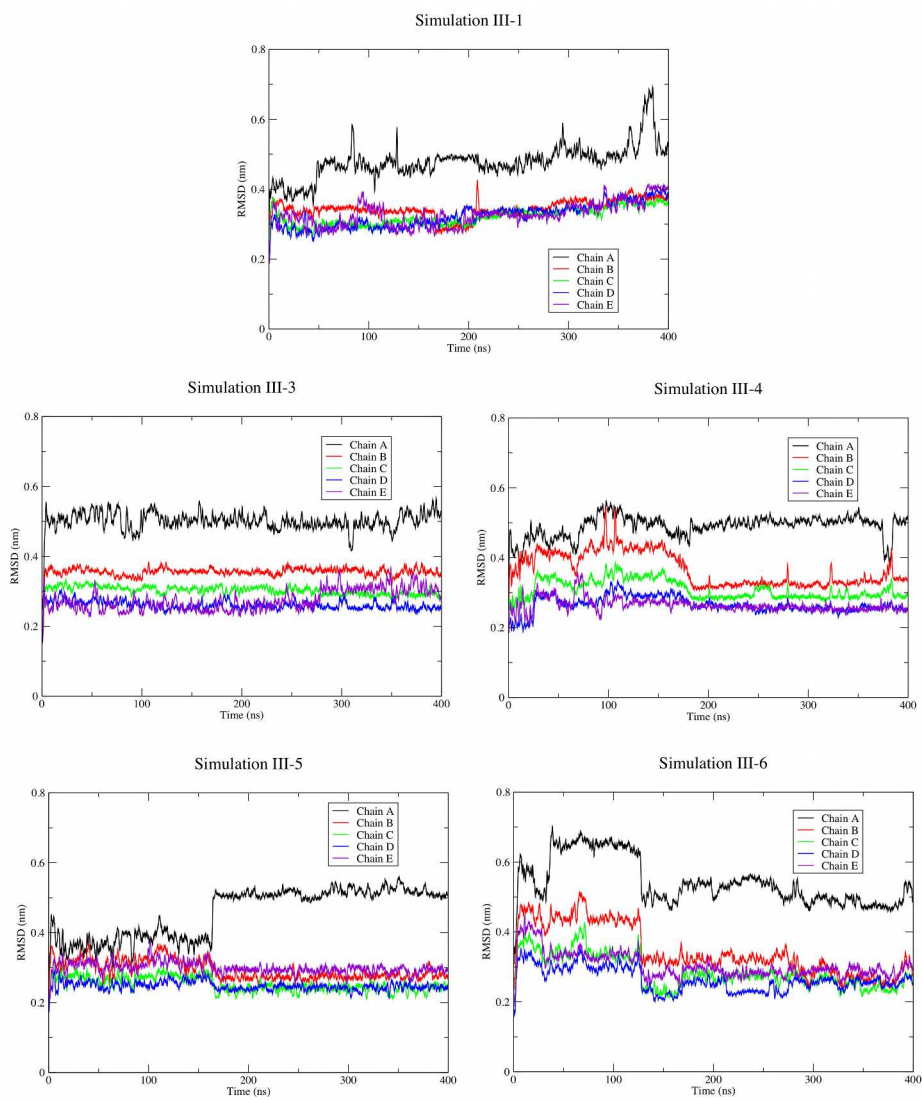 Simulation III-1
0.8
0.6
0.4
0.2
0
RMSD (nm)
Chain A
Chain B
Chain C
Chain D
Chain E
0 100 200 300 400
Time (ns)
Simulation III-3
0.8
0.6
0.4
0.2
0
RMSD (nm)
Chain A
Chain B
Chain C
Chain D
Chain E
0 100 200 300 400
Time (ns)
Simulation III-4
0.8
0.6
0.4
0.2
0
RMSD (nm)
Chain A
Chain B
Chain C
Chain D
Chain E
0 100 200 300 400
Time (ns)
Simulation III-5
0.8
0.6
0.4
0.2
0
RMSD (nm)
Chain A
Chain B
Chain C
Chain D
Chain E
0 100 200 300 400
Time (ns)
Simulation III-6
0.8
0.6
0.4
0.2
0
RMSD (nm)
Chain A
Chain B
Chain C
Chain D
Chain E
0 100 200 300 400
Time (ns)